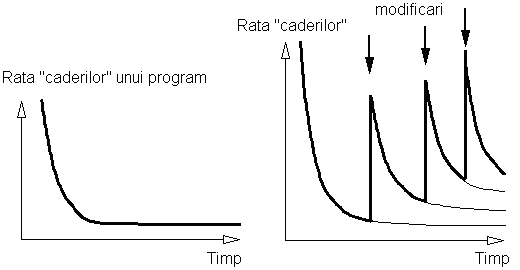 Rata "caderilor" unui program
Timp
modificari
Rata "caderilor"
Timp